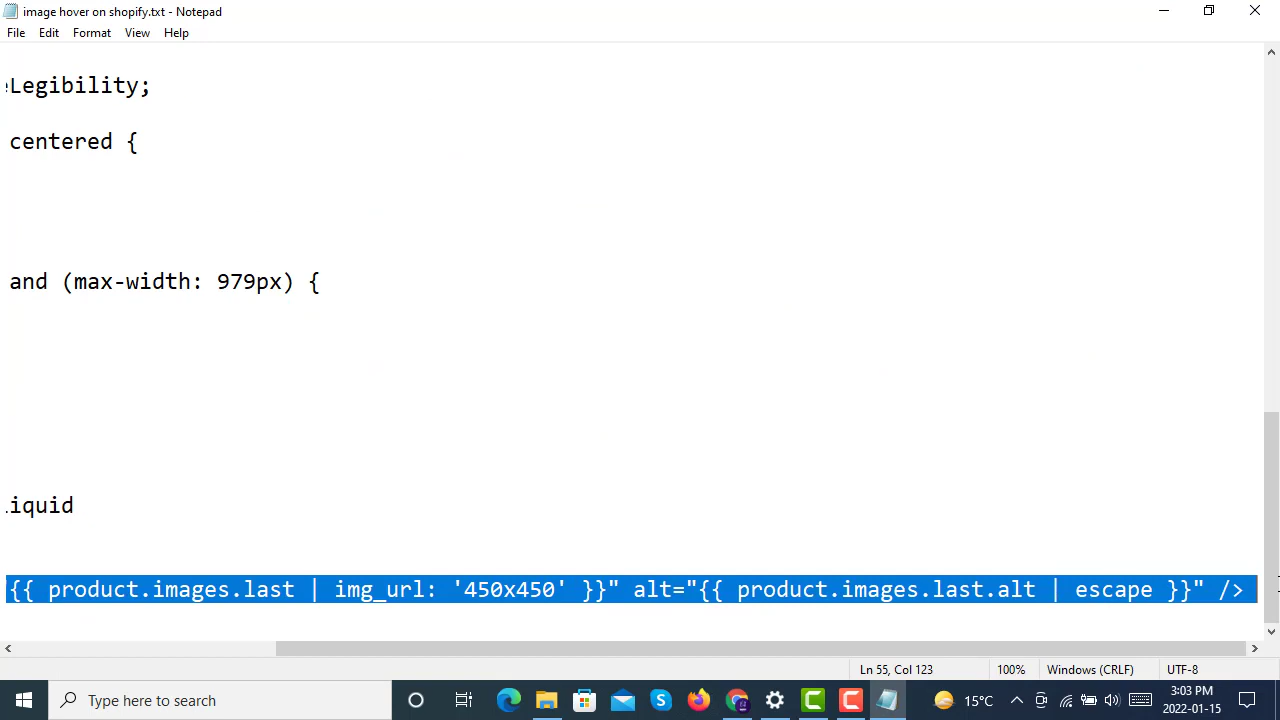 image hover on shopify.txt - Notepad
File Edit Format View Help
eLegibility;
centered {
and (max-width: 979px) {
iquid
{{ product.images.last | img_url: '450x450' }}" alt="{{ product.images.last.alt | escape }}" />
Ln 55, Col 123 100% Windows (CRLF) UTF-8
Type here to search
15°C
3:03 PM
2022-01-15